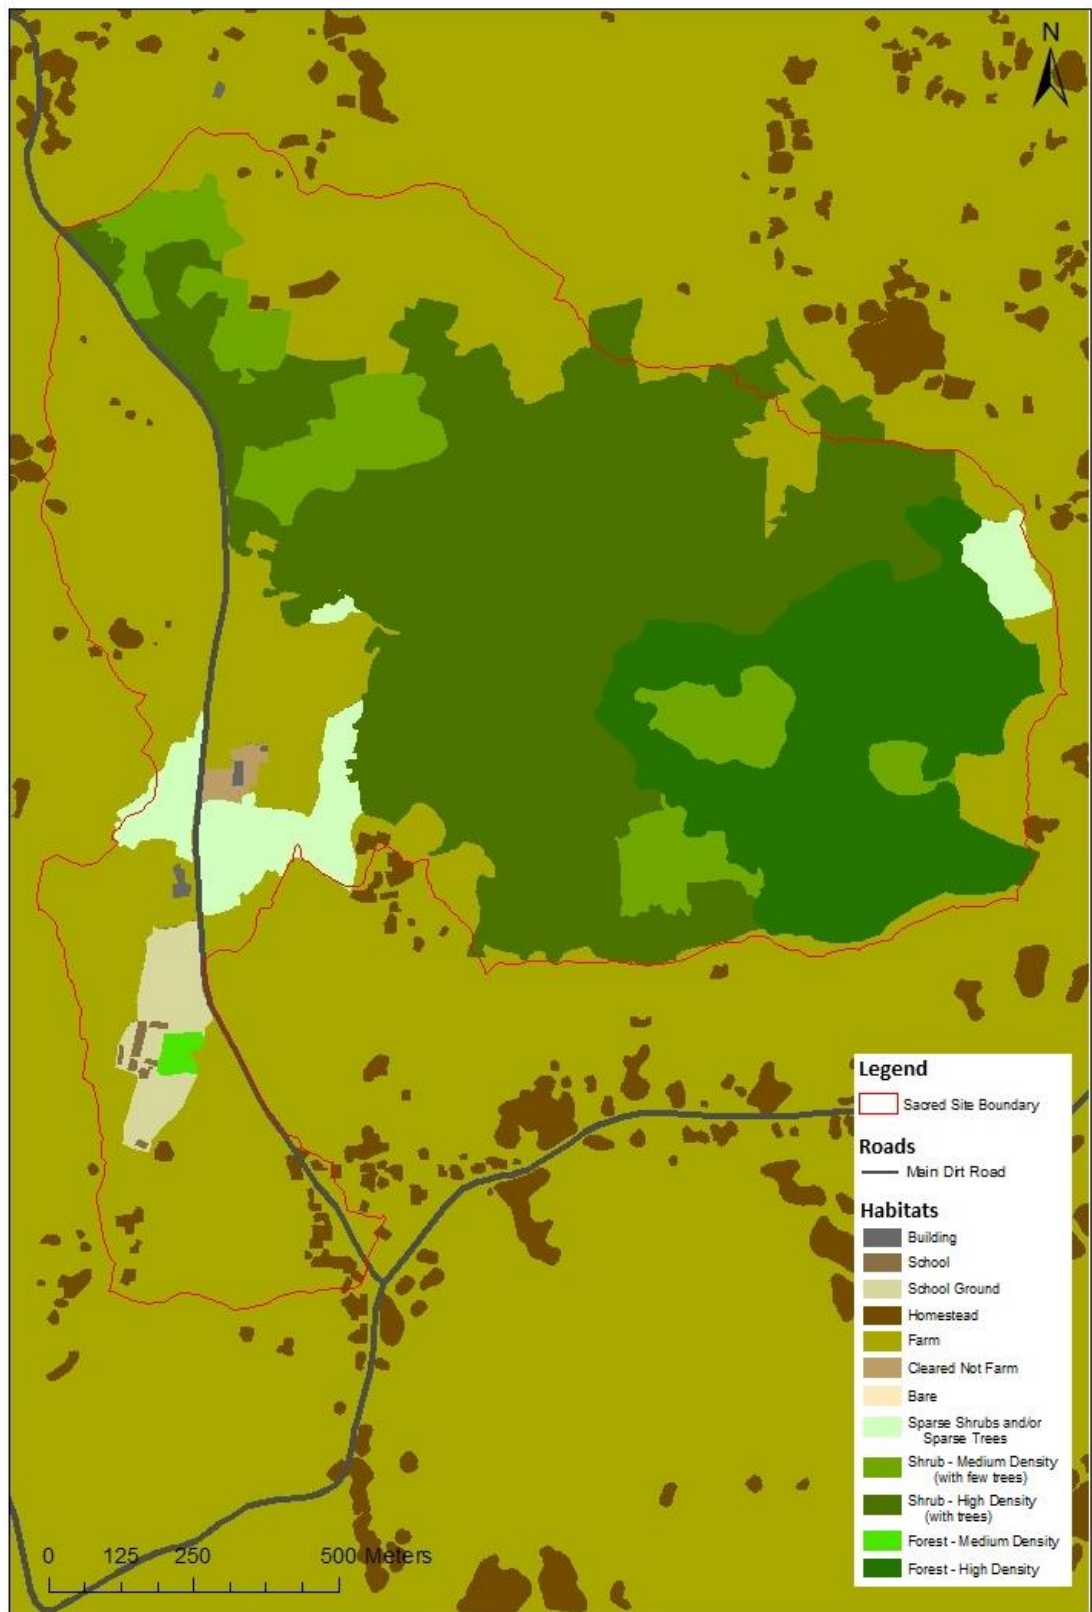 N
Legend
Sacred Site Boundary
Roads
Main Dirt Road
Habitats
Building
School
School Ground
Homestead
Farm
Cleared Not Farm
Bare
Sparse Shrubs and/or
Sparse Trees
Shrub - Medium Density
(with few trees)
Shrub - High Density
(with trees)
Forest - Medium Density
Forest - High Density
0 125 250 500 Meters